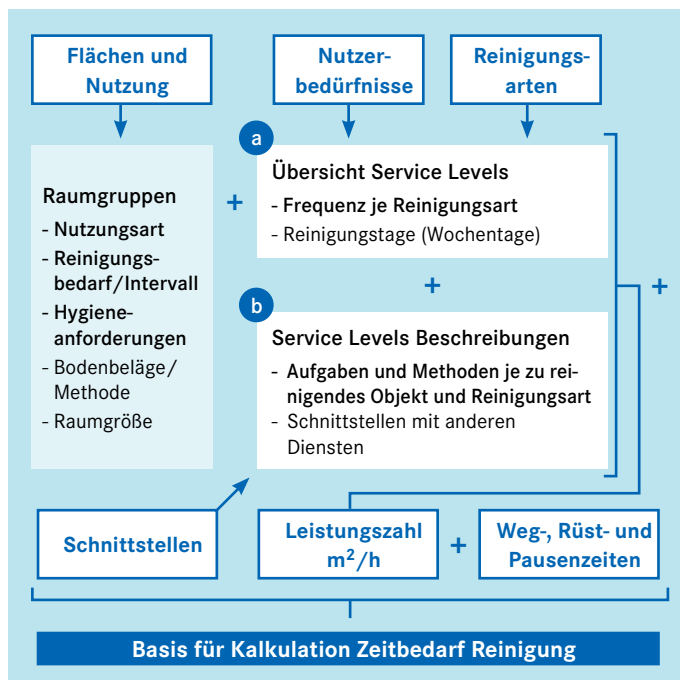 Flächen und
Nutzung
Nutzer-
bedürfnisse
Reinigungs-
arten
Raumgruppen
- Nutzungsart
- Reinigungs-
bedarf/Intervall
- Hygiene-
anforderungen
- Bodenbeläge/
Methode
- Raumgröße
+
a
Übersicht Service Levels
- Frequenz je Reinigungsart
- Reinigungstage (Wochentage)
+
b
Service Levels Beschreibungen
- Aufgaben und Methoden je zu rei-
nigendes Objekt und Reinigungsart
- Schnittstellen mit anderen
Diensten
+
Schnittstellen
Leistungszahl
m²/h
+
Weg-, Rüst- und
Pausenzeiten
Basis für Kalkulation Zeitbedarf Reinigung